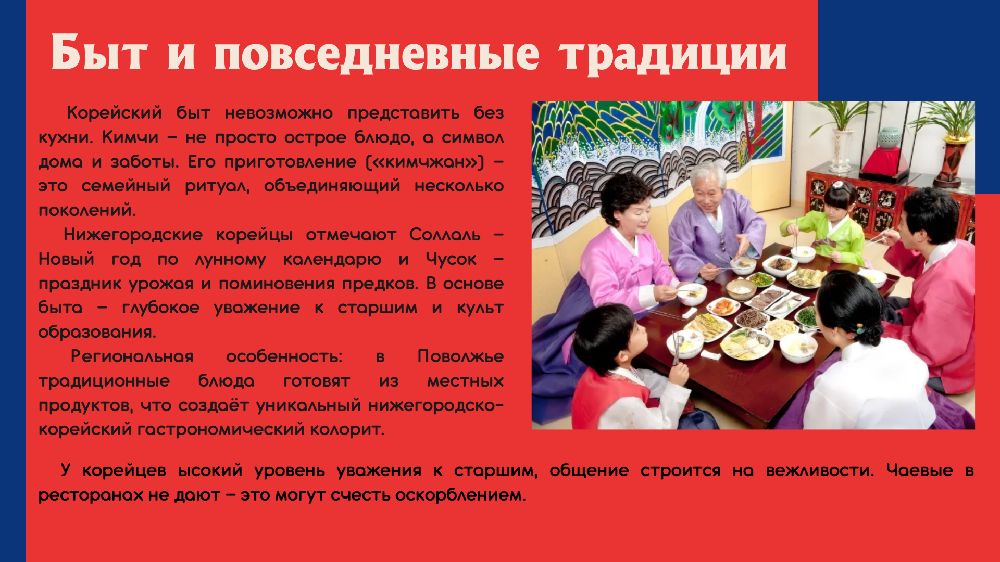 Быт и повседневные традиции
Корейский быт невозможно представить без
кухни. Кимчи – не просто острое блюдо, а символ
дома и заботы. Его приготовление («кимчжан») –
это семейный ритуал, объединяющий несколько
поколений.
Нижегородские корейцы отмечают Соллаль –
Новый год по лунному календарю и Чусок –
праздник урожая и поминовения предков. В основе
быта – глубокое уважение к старшим и культ
образования.
Региональная особенность: в Поволжье
традиционные блюда готовят из местных
продуктов, что создаёт уникальный нижегородско-
корейский гастрономический колорит.
У корейцев ысокий уровень уважения к старшим, общение строится на вежливости. Чаевые в
ресторанах не дают – это могут счесть оскорблением.